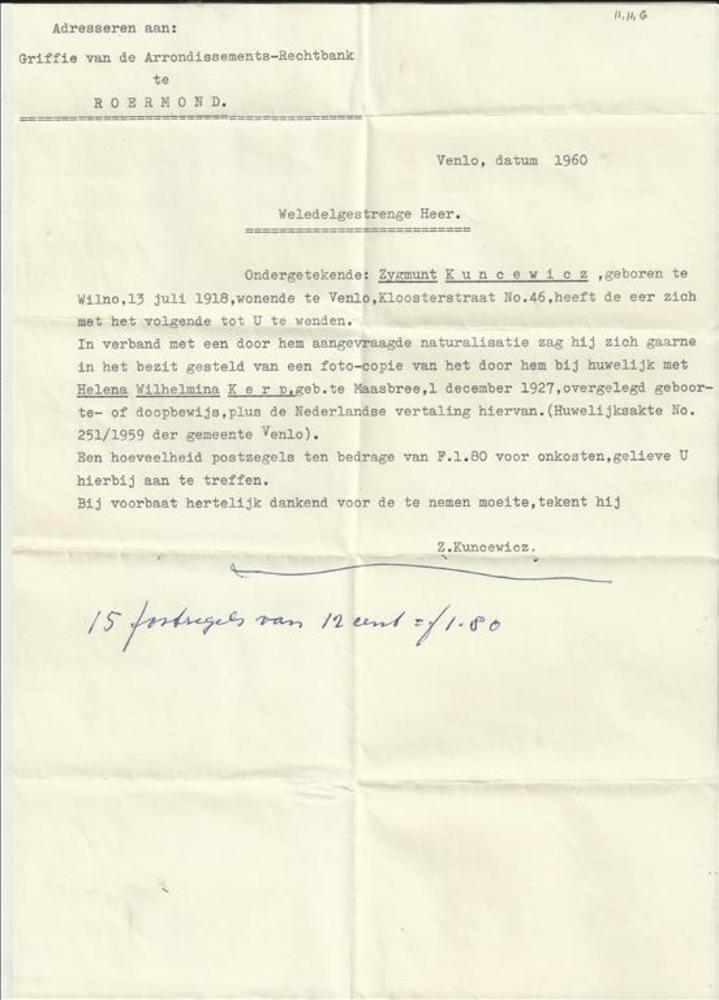 11.11.G
Adresseren aan:
Griffie van de Arrondissements-Rechtbank
te
R O E R M O N D.
Venlo, datum 1960
Weledelgestrenge Heer.
Ondergetekende: Zygmunt K u n c e w i c z ,geboren te
Wilno,13 juli 1918,wonende te Venlo,Kloosterstraat No.46,heeft de eer zich
met het volgende tot U te wenden.
In verband met een door hem aangevraagde naturalisatie zag hij zich gaarne
in het bezit gesteld van een foto-copie van het door hem bij huwelijk met
Helena Wilhelmina K e r p,geb.te Maasbree,1 december 1927,overgelegd geboor-
te- of doopbewijs,plus de Nederlandse vertaling hiervan.(Huwelijksakte No.
251/1959 der gemeente Venlo).
Een hoeveelheid postzegels ten bedrage van F.1.80 voor onkosten,gelieve U
hierbij aan te treffen.
Bij voorbaat hertelijk dankend voor de te nemen moeite,tekent hij
Z.Kuncewicz.
15 postzegels van 12 cent = f 1.80